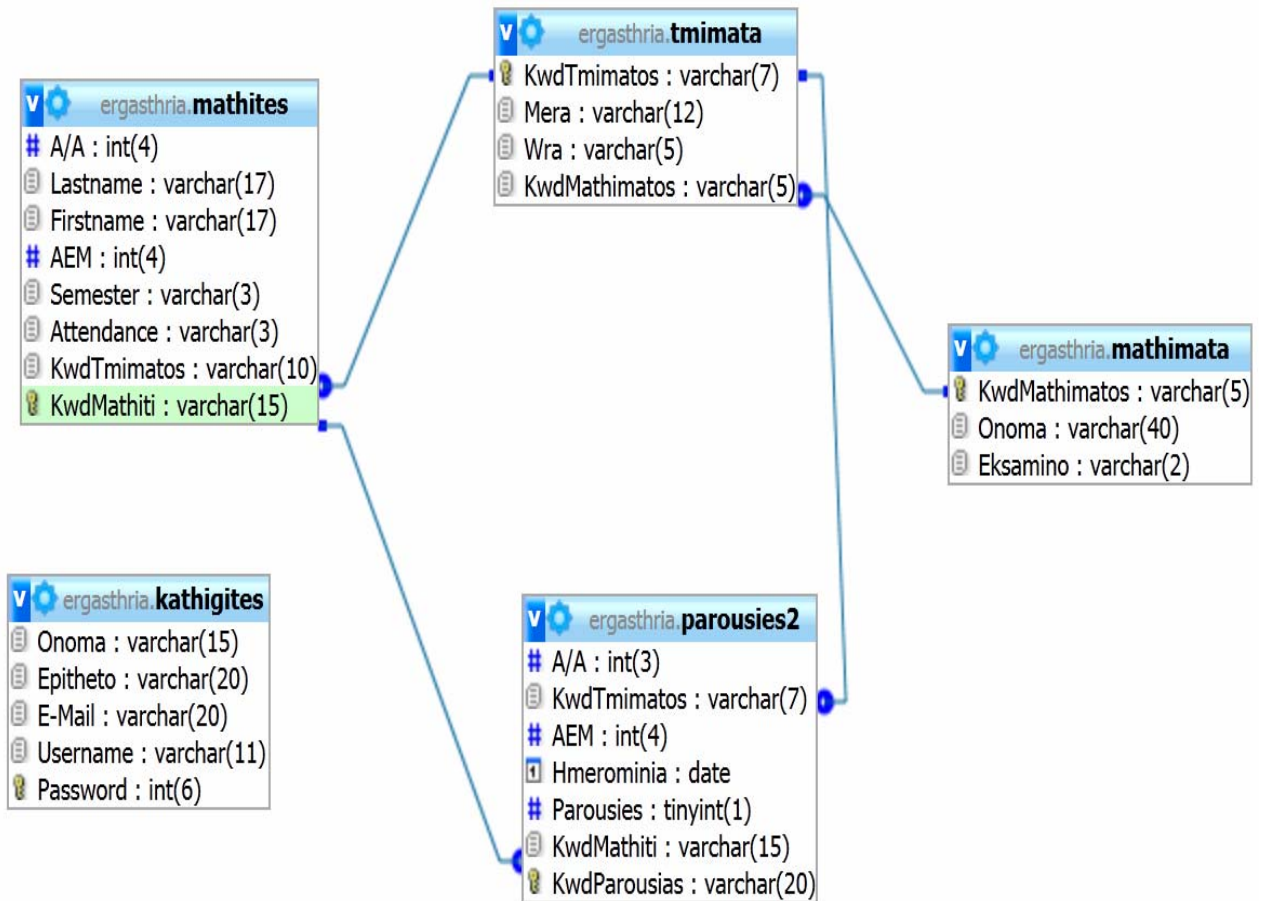 v ergasthria.tmimata
KwdTmimatos : varchar(7)
Mera : varchar(12)
Wra : varchar(5)
KwdMathimatos : varchar(5)
v ergasthria.mathites
# A/A : int(4)
Lastname : varchar(17)
Firstname : varchar(17)
# AEM : int(4)
Semester : varchar(3)
Attendance : varchar(3)
KwdTmimatos : varchar(10)
KwdMathiti : varchar(15)
v ergasthria.mathimata
KwdMathimatos : varchar(5)
Onoma : varchar(40)
Eksamino : varchar(2)
v ergasthria.kathigites
Onoma : varchar(15)
Epitheto : varchar(20)
E-Mail : varchar(20)
Username : varchar(11)
Password : int(6)
v ergasthria.parousies2
# A/A : int(3)
KwdTmimatos : varchar(7)
# AEM : int(4)
Hmerominia : date
# Parousies : tinyint(1)
KwdMathiti : varchar(15)
KwdParousias : varchar(20)